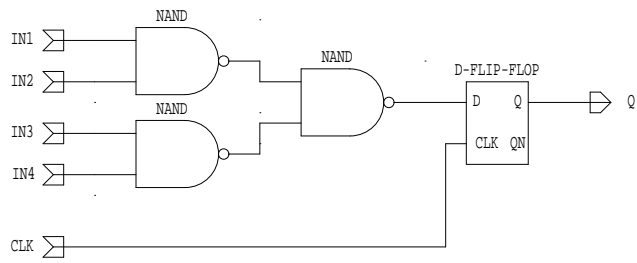 NAND
IN1
NAND
IN2
D-FLIP-FLOP
NAND
D Q
Q
IN3
CLK QN
IN4
CLK